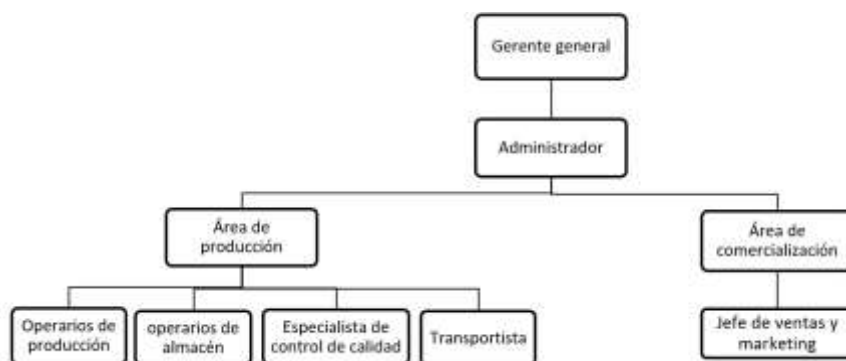 Gerente general
Administrador
Área de
producción
Área de
comercialización
Operarios de
producción
operarios de
almacén
Especialista de
control de calidad
Transportista
Jefe de ventas y
marketing